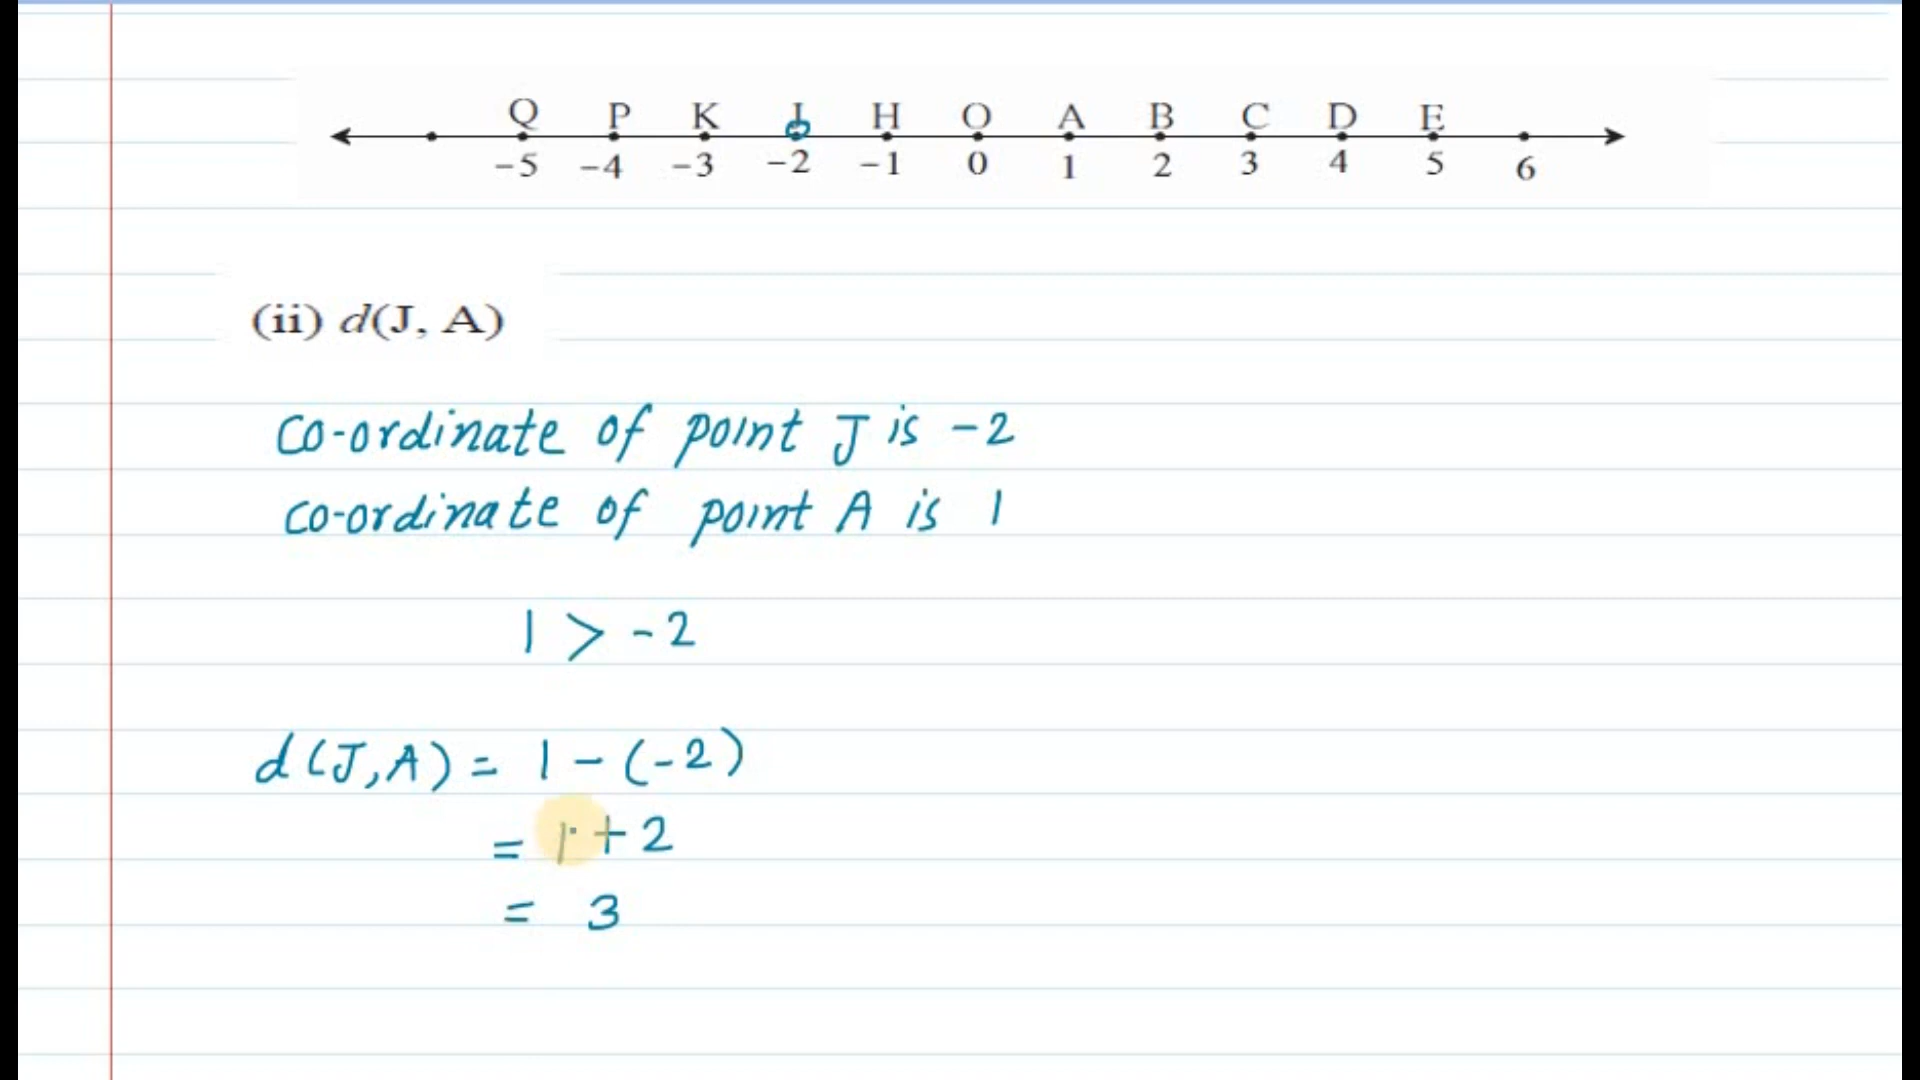 Q P K J H O A B C D E
-5 -4 -3 -2 -1 0 1 2 3 4 5 6
(ii) d(J, A)
co-ordinate of point J is -2
co-ordinate of point A is 1
1 > -2
d(J,A) = 1 - (-2)
= 1 + 2
= 3